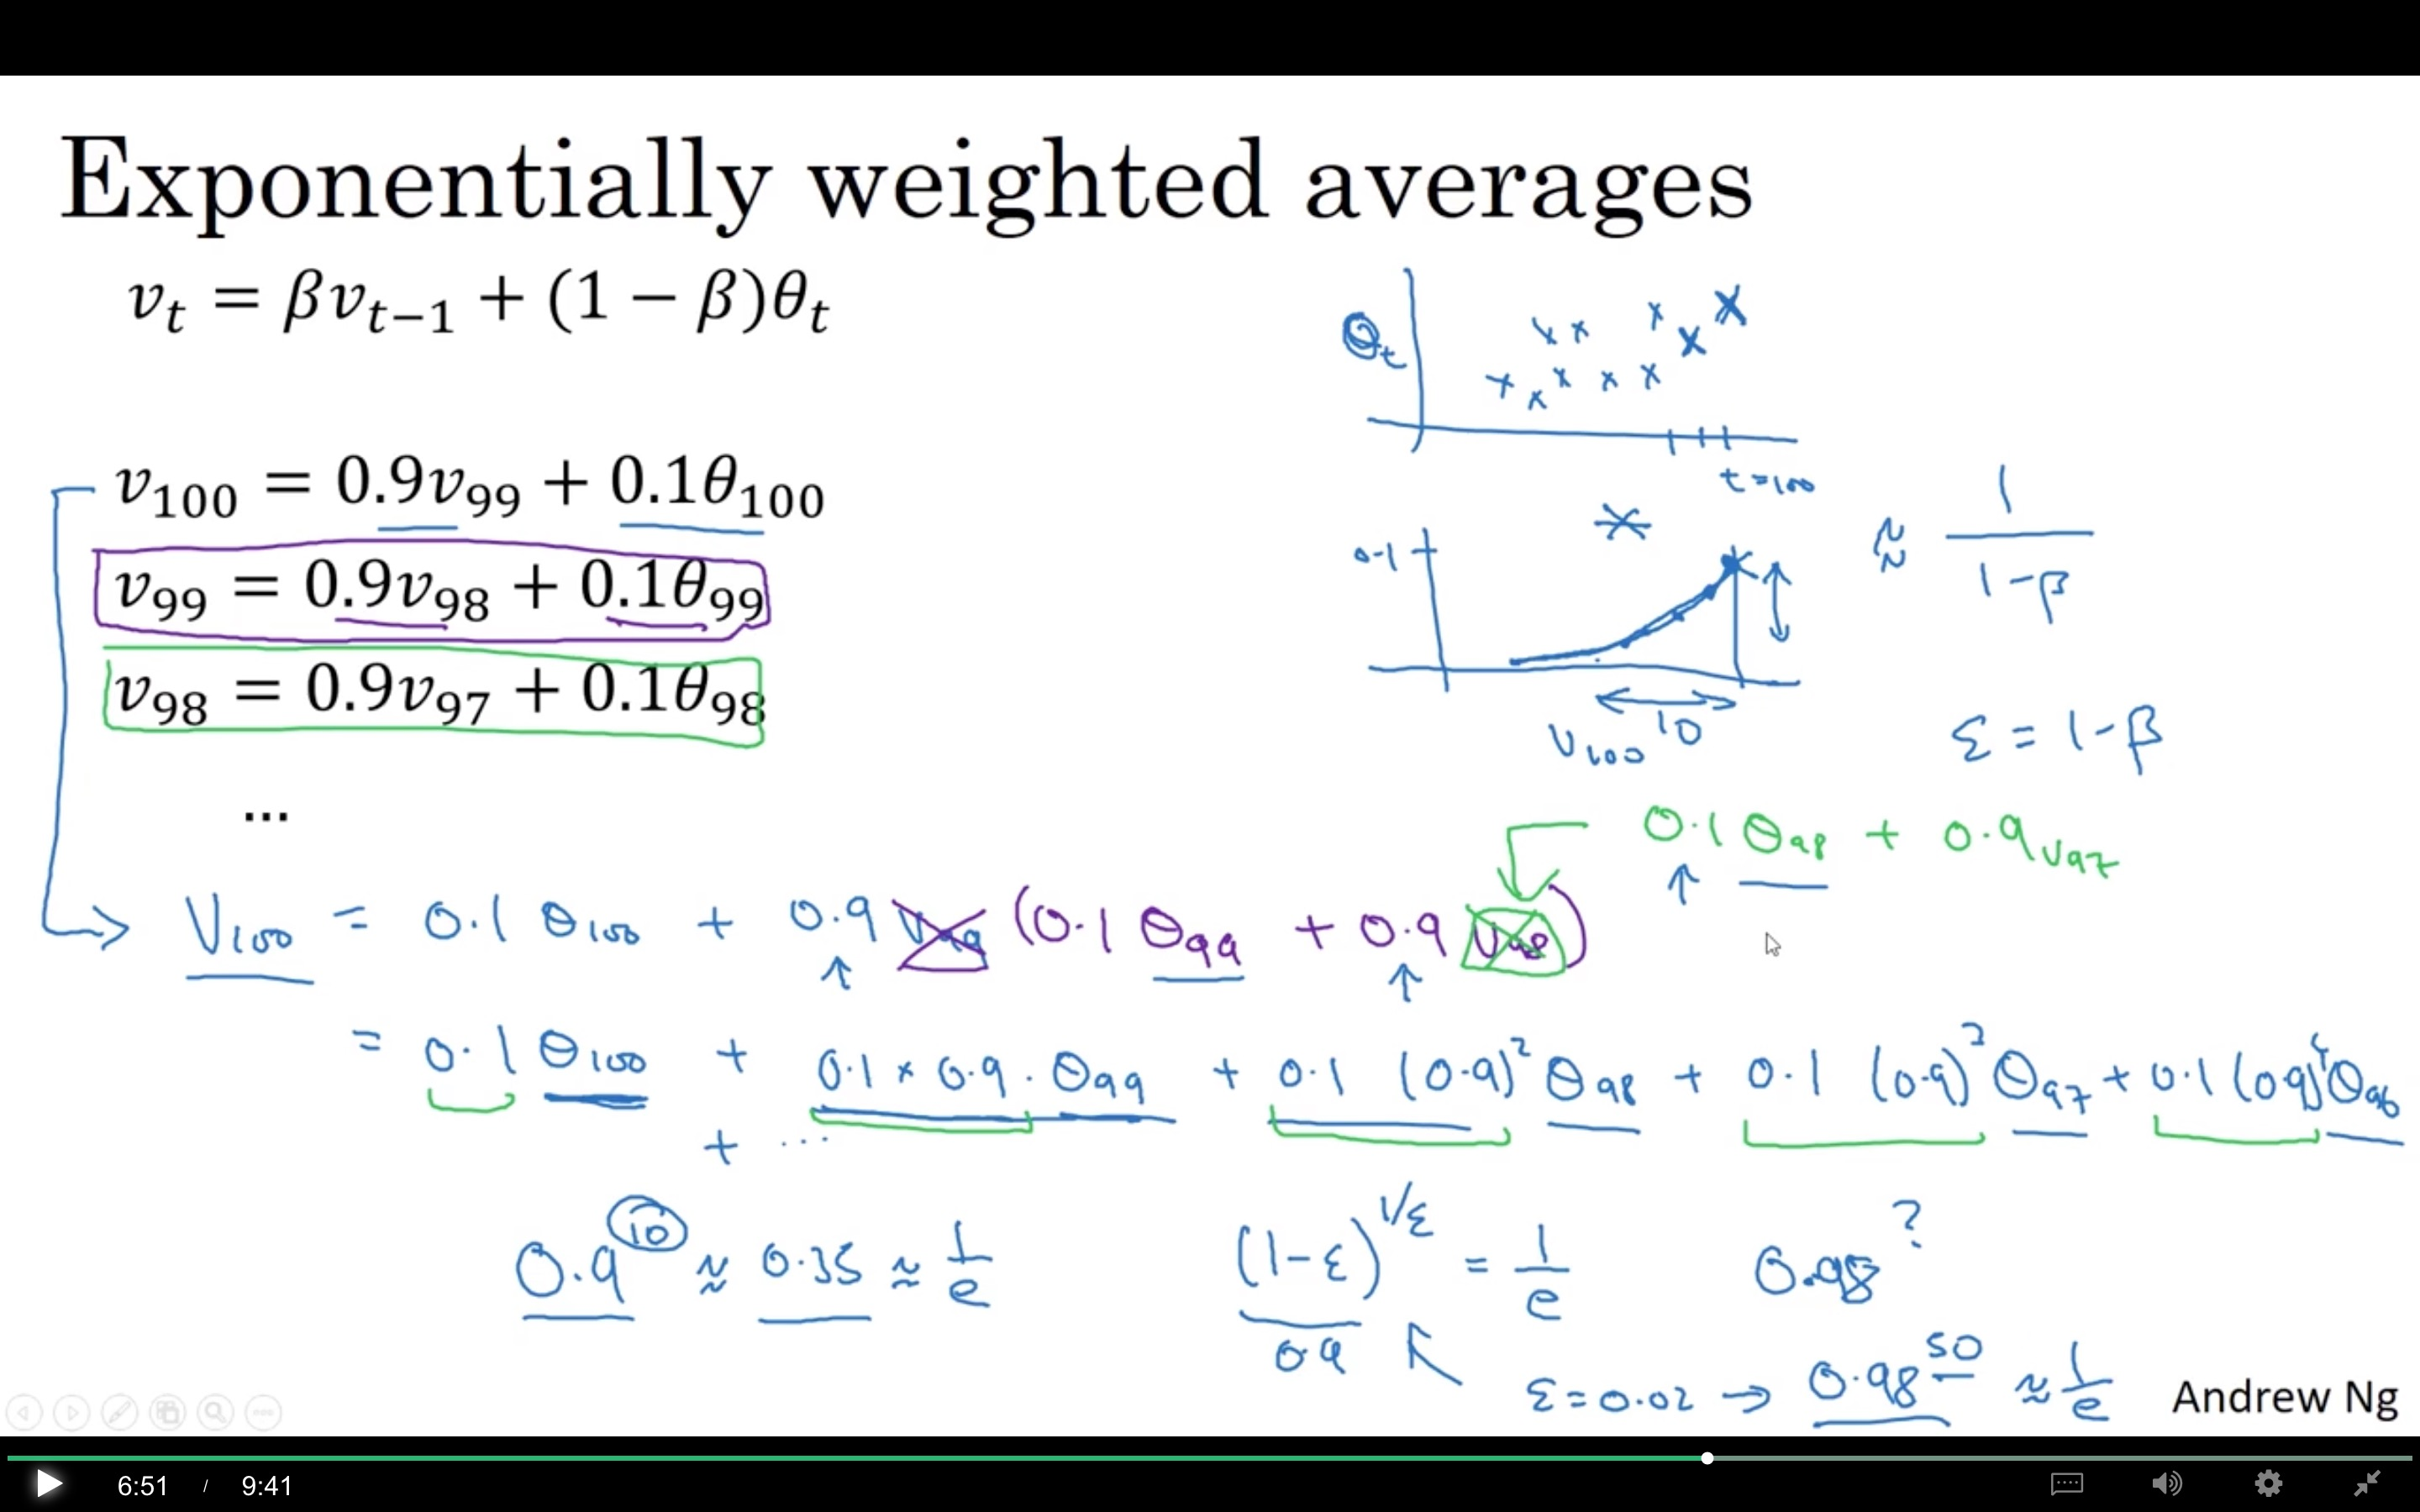 Exponentially weighted averages
v_t = βv_{t−1} + (1 − β)θ_t
θ_t
t=100
v_100 = 0.9v_99 + 0.1θ_100
v_99 = 0.9v_98 + 0.1θ_99
v_98 = 0.9v_97 + 0.1θ_98
...
0.1
≈ 1/(1-β)
10
V_100
ε = 1-β
0.1 θ_98 + 0.9 V_97
V_100 = 0.1 θ_100 + 0.9 V_99 (0.1 θ_99 + 0.9 V_98)
= 0.1 θ_100 + 0.1 × 0.9 · θ_99 + 0.1 (0.9)² θ_98 + 0.1 (0.9)³ θ_97 + 0.1 (0.9)⁴ θ_96
+ ...
0.9^10 ≈ 0.35 ≈ 1/e
(1-ε)^{1/ε} = 1/e
0.9
0.98^?
ε = 0.02 → 0.98^50 ≈ 1/e
Andrew Ng
6:51 / 9:41